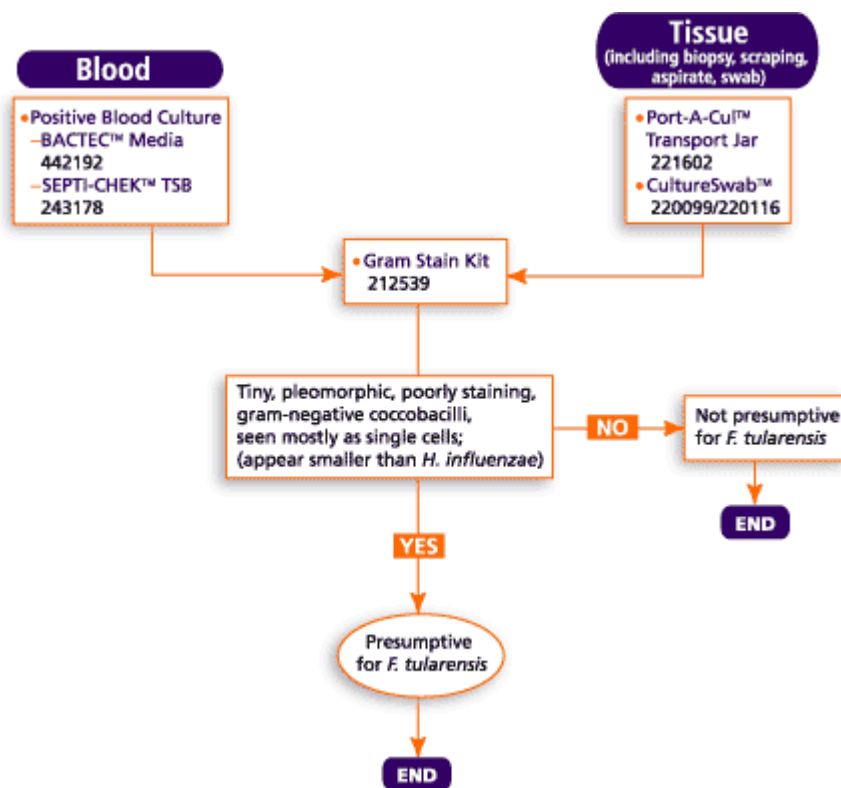 Blood
•Positive Blood Culture
–BACTEC™ Media
442192
–SEPTI-CHEK™ TSB
243178
Tissue
(including biopsy, scraping,
aspirate, swab)
•Port-A-Cul™
Transport Jar
221602
•CultureSwab™
220099/220116
•Gram Stain Kit
212539
Tiny, pleomorphic, poorly staining,
gram-negative coccobacilli,
seen mostly as single cells;
(appear smaller than H. influenzae)
NO
Not presumptive
for F. tularensis
END
YES
Presumptive
for F. tularensis
END